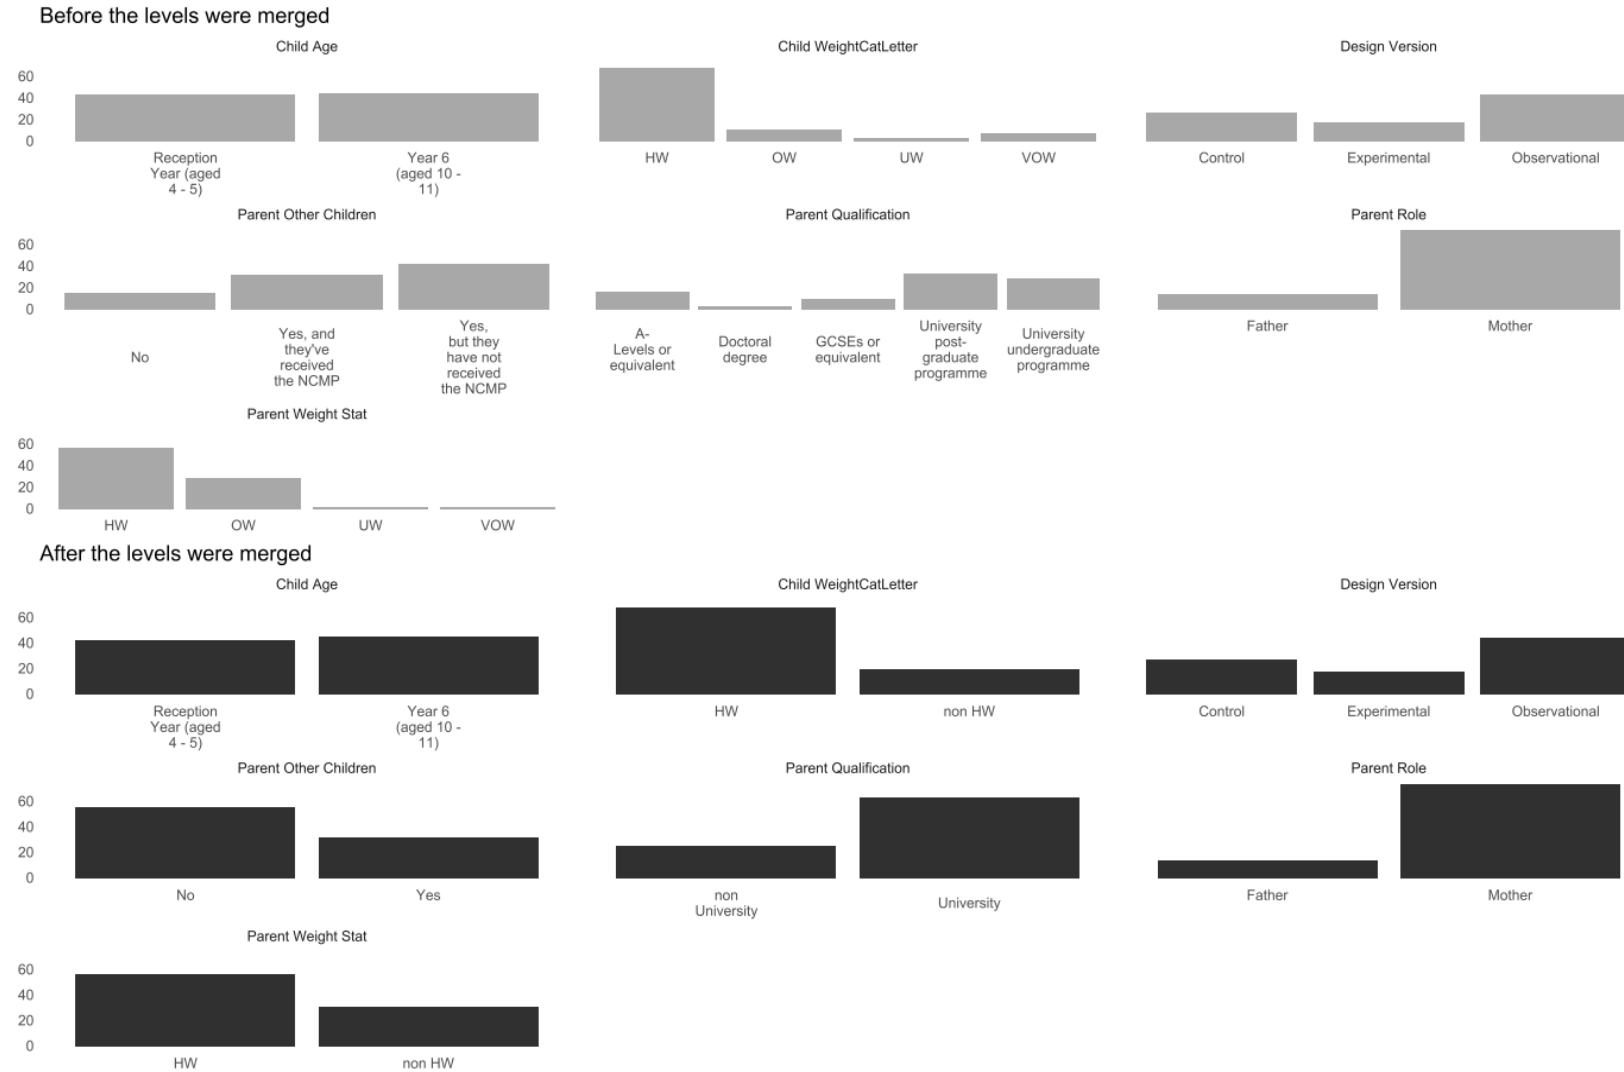 Before the levels were merged
Child Age
Child WeightCatLetter
Design Version
60
40
20
0
Reception
Year (aged
4 - 5)
Year 6
(aged 10 -
11)
HW
OW
UW
VOW
Control
Experimental
Observational
Parent Other Children
Parent Qualification
Parent Role
60
40
20
0
No
Yes, and
they've
received
the NCMP
Yes,
but they
have not
received
the NCMP
A-
Levels or
equivalent
Doctoral
degree
GCSEs or
equivalent
University
post-
graduate
programme
University
undergraduate
programme
Father
Mother
Parent Weight Stat
60
40
20
0
HW
OW
UW
VOW
After the levels were merged
Child Age
Child WeightCatLetter
Design Version
60
40
20
0
Reception
Year (aged
4 - 5)
Year 6
(aged 10 -
11)
HW
non HW
Control
Experimental
Observational
Parent Other Children
Parent Qualification
Parent Role
60
40
20
0
No
Yes
non
University
University
Father
Mother
Parent Weight Stat
60
40
20
0
HW
non HW